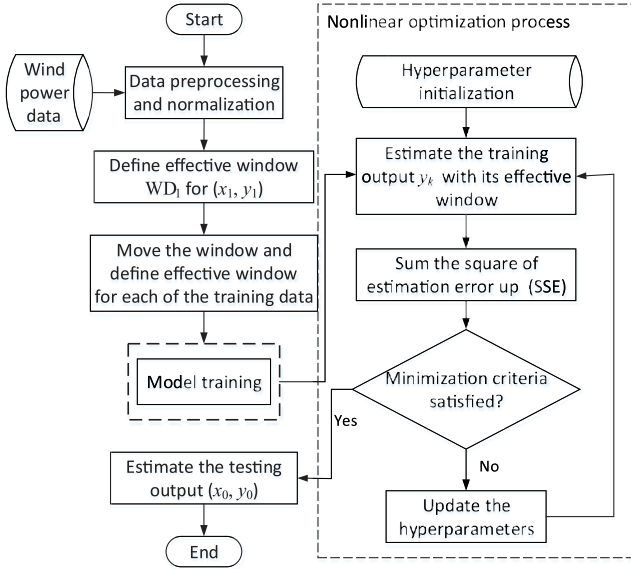 Start
Wind
power
data
Data preprocessing
and normalization
Define effective window
WD₁ for (x₁, y₁)
Move the window and
define effective window
for each of the training data
Model training
Estimate the testing
output (x₀, y₀)
End
Nonlinear optimization process
Hyperparameter
initialization
Estimate the training
output yₖ with its effective
window
Sum the square of
estimation error up (SSE)
Minimization criteria
satisfied?
Yes
No
Update the
hyperparameters